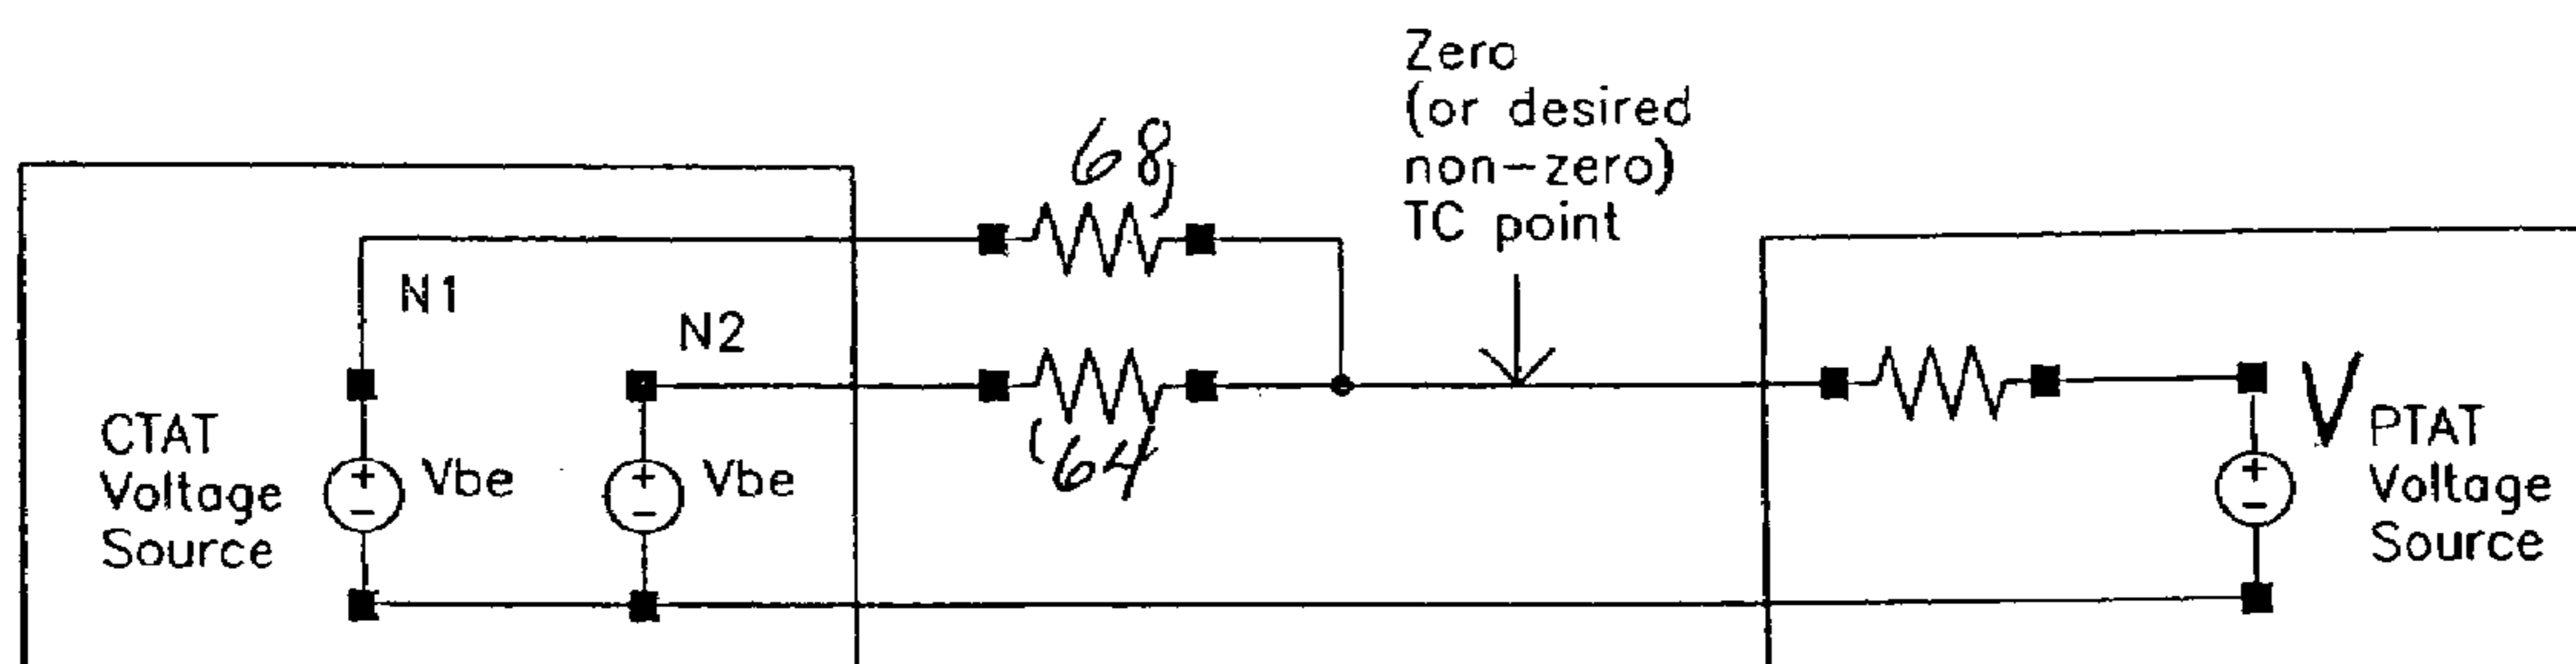 Zero
(or desired
non-zero)
TC point
68
N1
N2
64
CTAT
Voltage
Source
+
-
Vbe
+
-
Vbe
+
-
V
PTAT
Voltage
Source